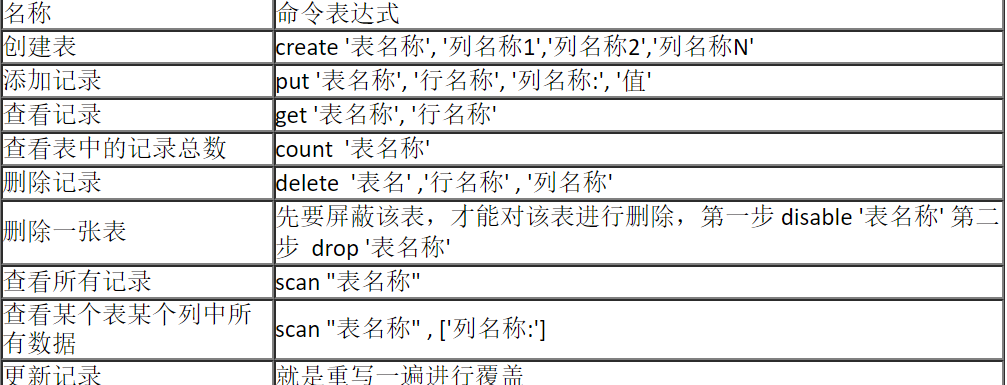 名称 命令表达式
创建表 create '表名称', '列名称1','列名称2','列名称N'
添加记录 put '表名称', '行名称', '列名称:', '值'
查看记录 get '表名称', '行名称'
查看表中的记录总数 count  '表名称'
删除记录 delete  '表名' ,'行名称' , '列名称'
删除一张表
先要屏蔽该表，才能对该表进行删除，第一步 disable '表名称' 第二
步  drop '表名称'
查看所有记录 scan "表名称"
查看某个表某个列中所
有数据
scan "表名称" , ['列名称:']
更新记录 就是重写一遍进行覆盖